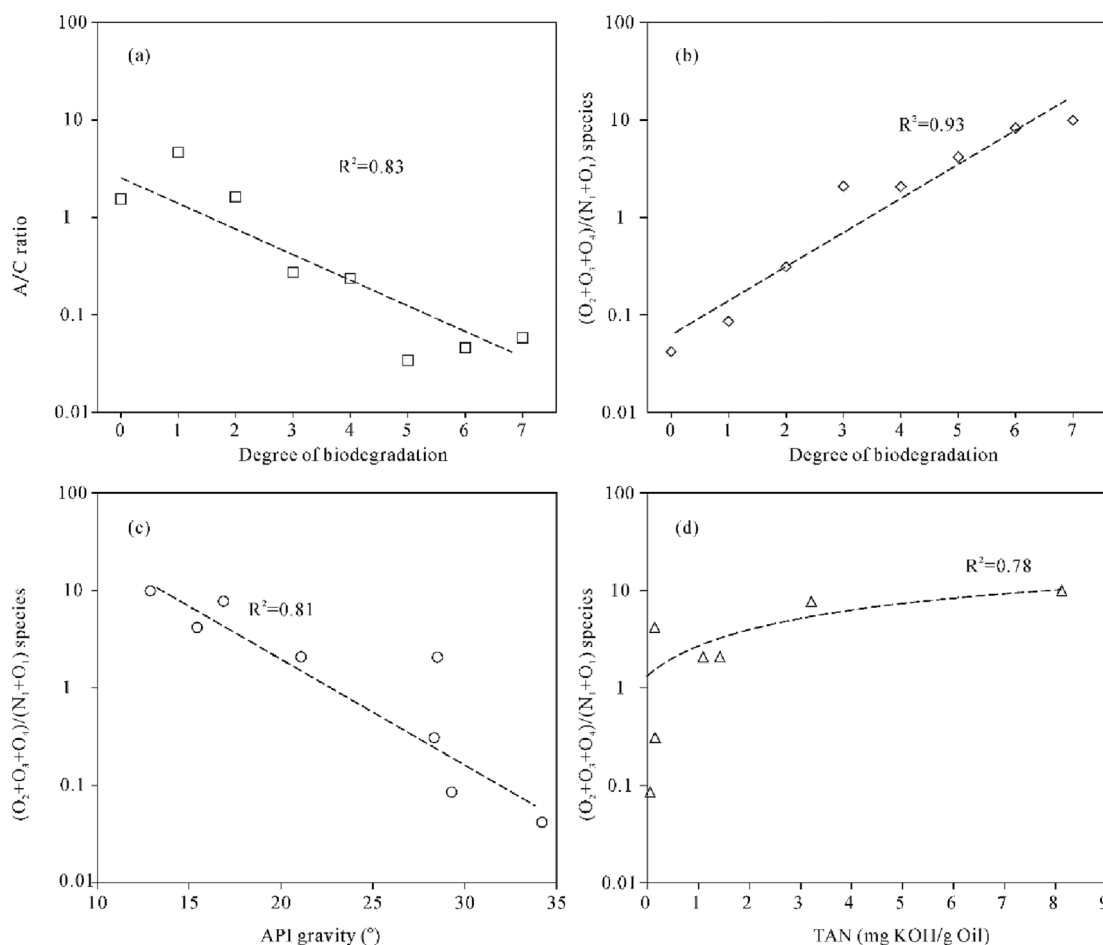 100
10
1
0.1
0.01
A/C ratio
(a)
R²=0.83
0 1 2 3 4 5 6 7
Degree of biodegradation
100
10
1
0.1
0.01
(O₂+O₃+O₄)/(N₁+O₁) species
(b)
R²=0.93
0 1 2 3 4 5 6 7
Degree of biodegradation
100
10
1
0.1
0.01
(O₂+O₃+O₄)/(N₁+O₁) species
(c)
R²=0.81
10 15 20 25 30 35
API gravity (°)
100
10
1
0.1
0.01
(O₂+O₃+O₄)/(N₁+O₁) species
(d)
R²=0.78
0 1 2 3 4 5 6 7 8 9
TAN (mg KOH/g Oil)